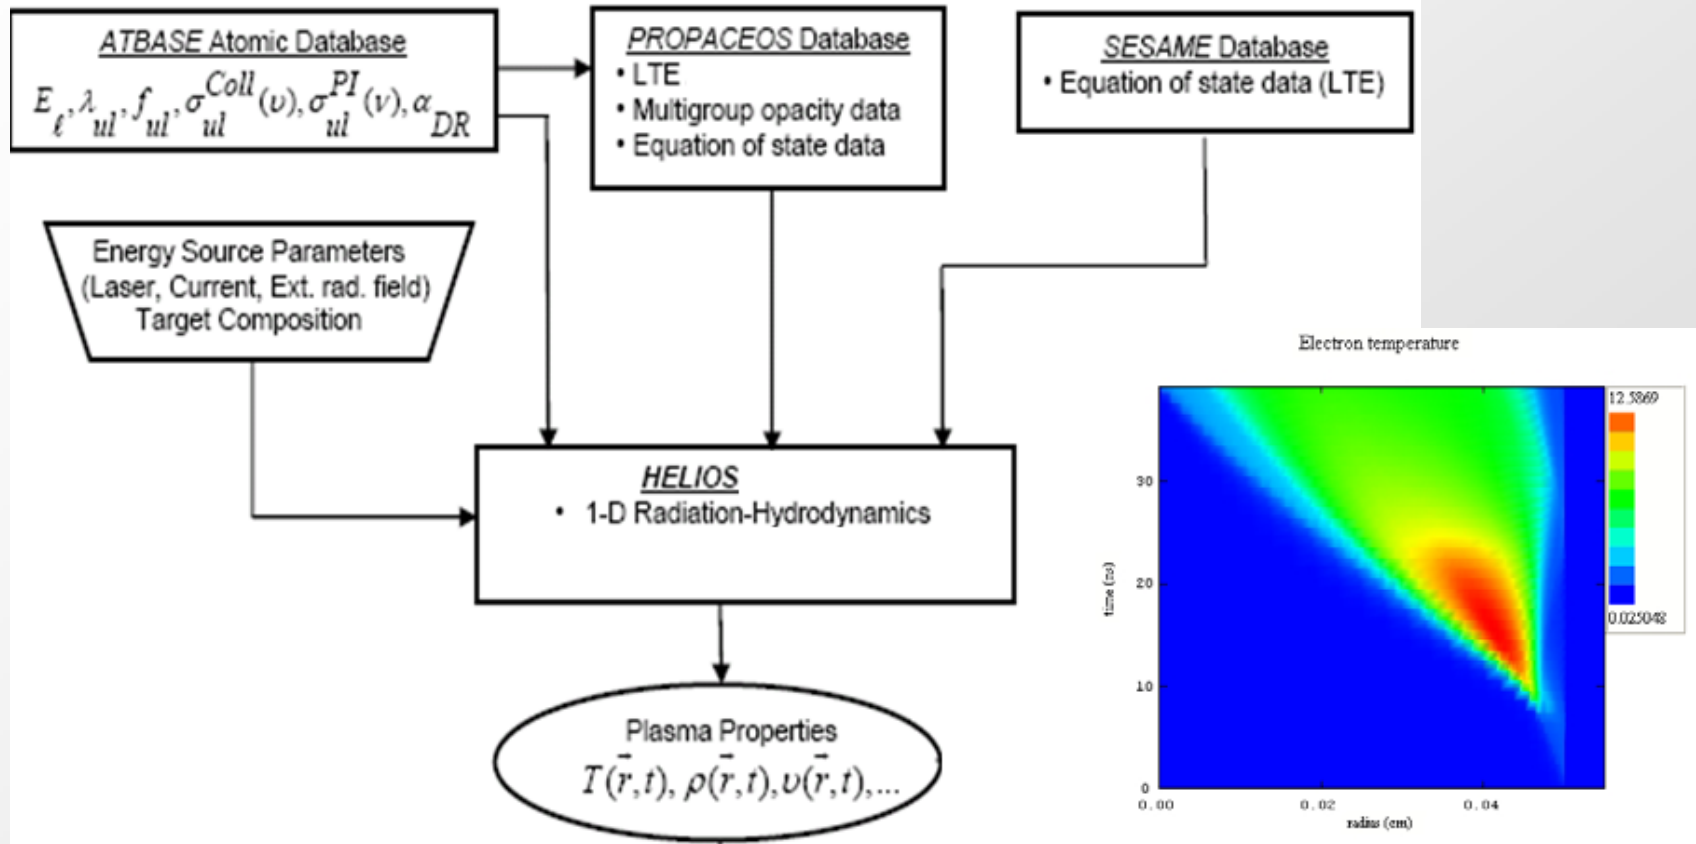 ATBASE Atomic Database
E_ℓ, λ_ul, f_ul, σ_ul^Coll(υ), σ_ul^PI(ν), α_DR
PROPACEOS Database
• LTE
• Multigroup opacity data
• Equation of state data
SESAME Database
• Equation of state data (LTE)
Energy Source Parameters
(Laser, Current, Ext. rad. field)
Target Composition
HELIOS
• 1-D Radiation-Hydrodynamics
Plasma Properties
T(r⃗,t), ρ(r⃗,t), υ(r⃗,t),...
Electron temperature
12.5869
0.025048
30
20
10
0
time (ns)
0.00 0.02 0.04
radius (cm)